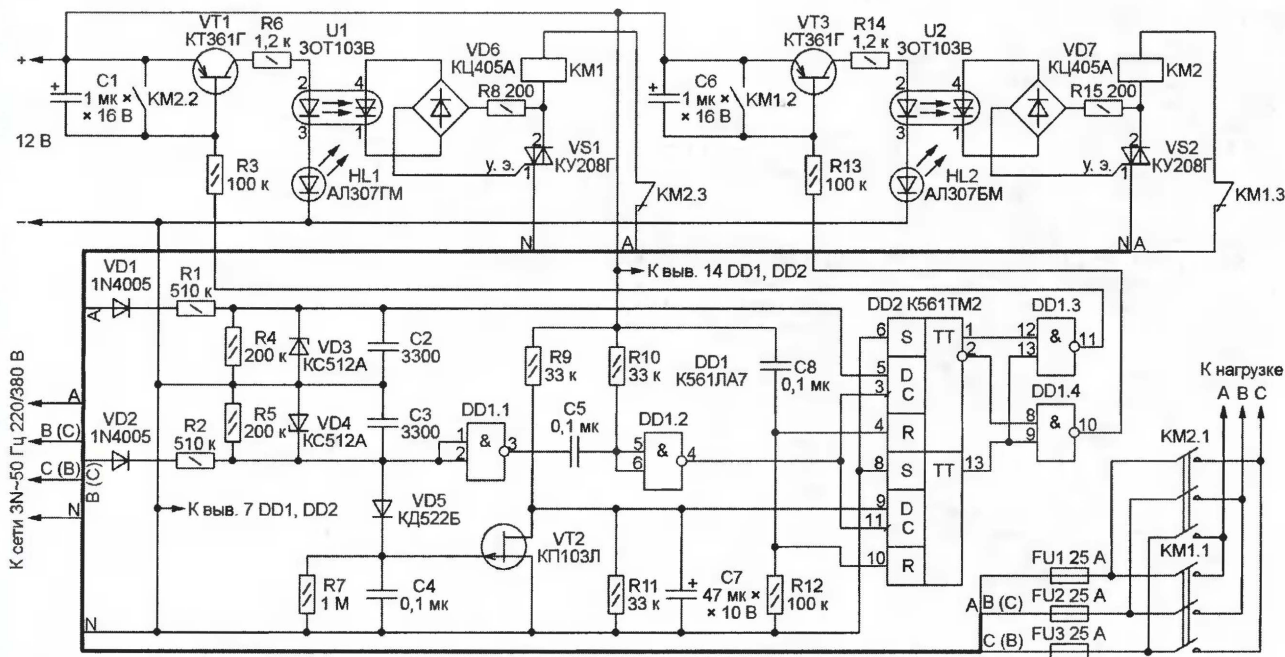 VT1
КТ361Г
R6
1,2 к
U1
3ОТ103В
VD6
КЦ405А
R8 200
KM1
VT3
КТ361Г
R14
1,2 к
U2
3ОТ103В
VD7
КЦ405А
R15 200
KM2
+
+
C1
1 мк ×
× 16 В
KM2.2
2
3
4
1
2
1
у. э.
VS1
КУ208Г
+
C6
1 мк ×
× 16 В
KM1.2
2
3
4
1
2
1
у. э.
VS2
КУ208Г
12 В
R3
100 к
HL1
АЛ307ГМ
KM2.3
R13
100 к
HL2
АЛ307БМ
KM1.3
–
N
A
N
A
VD1
1N4005
R1
510 к
К выв. 14 DD1, DD2
A
R4
200 к
VD3
КС512А
C2
3300
R9
33 к
R10
33 к
DD1
К561ЛА7
C8
0,1 мк
DD2 К561ТМ2
6
S
TT
1
2
5
D
3
C
4
R
8
S
TT
13
9
D
11
C
10
R
DD1.3
12
13
&
11
DD1.4
8
9
&
10
К нагрузке
A
B
C
К сети 3N~50 Гц 220/380 В
A
B (C)
C (B)
N
B (C)
VD2
1N4005
R2
510 к
R5
200 к
VD4
КС512А
C3
3300
DD1.1
1
2
&
3
C5
0,1 мк
DD1.2
5
6
&
4
KM2.1
KM1.1
К выв. 7 DD1, DD2
VD5
КД522Б
VT2
КП103Л
R7
1 М
C4
0,1 мк
R11
33 к
+
C7
47 мк ×
× 10 В
R12
100 к
N
FU1 25 А
A
B (C)
FU2 25 А
C (B)
FU3 25 А